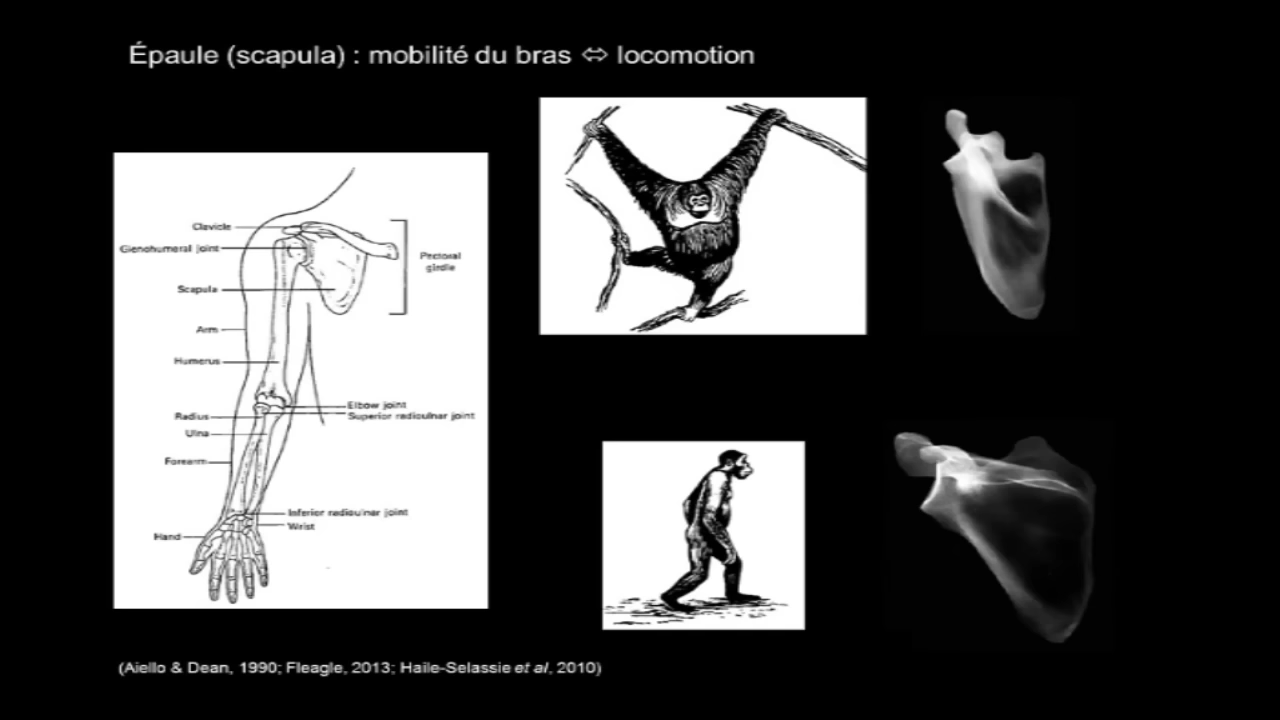 Épaule (scapula) : mobilité du bras ⇔ locomotion
Clavicle
Glenohumeral joint
Pectoral
girdle
Scapula
Arm
Humerus
Elbow joint
Radius
Superior radioulnar joint
Ulna
Forearm
Inferior radioulnar joint
Wrist
Hand
(Aiello & Dean, 1990; Fleagle, 2013; Haile-Selassie et al, 2010)